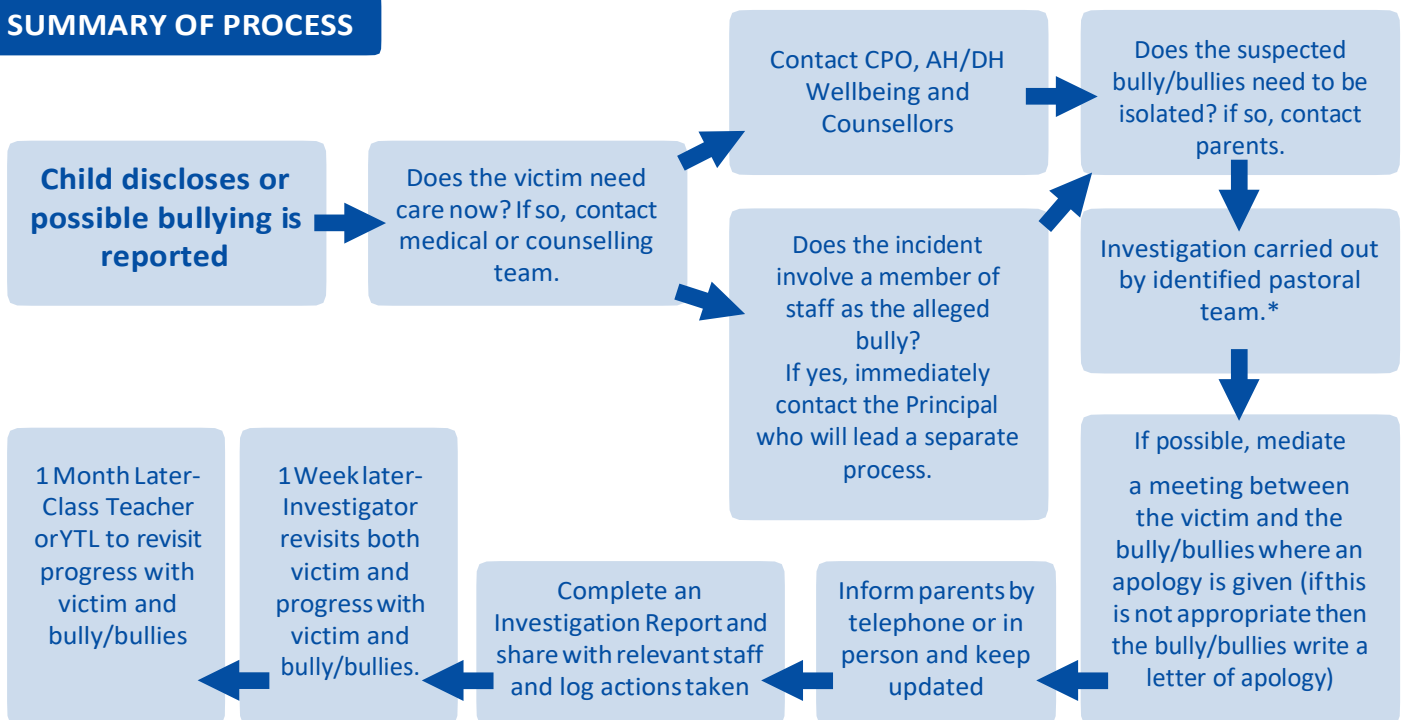 SUMMARY OF PROCESS
Child discloses or
possible bullying is
reported
Does the victim need
care now? If so, contact
medical or counselling
team.
Contact CPO, AH/DH
Wellbeing and
Counsellors
Does the incident
involve a member of
staff as the alleged
bully?
If yes, immediately
contact the Principal
who will lead a separate
process.
Does the suspected
bully/bullies need to be
isolated? if so, contact
parents.
Investigation carried out
by identified pastoral
team.*
If possible, mediate
a meeting between
the victim and the
bully/bullies where an
apology is given (if this
is not appropriate then
the bully/bullies write a
letter of apology)
Inform parents by
telephone or in
person and keep
updated
Complete an
Investigation Report and
share with relevant staff
and log actions taken
1 Week later-
Investigator
revisits both
victim and
progress with
victim and
bully/bullies.
1 Month Later-
Class Teacher
or YTL to revisit
progress with
victim and
bully/bullies